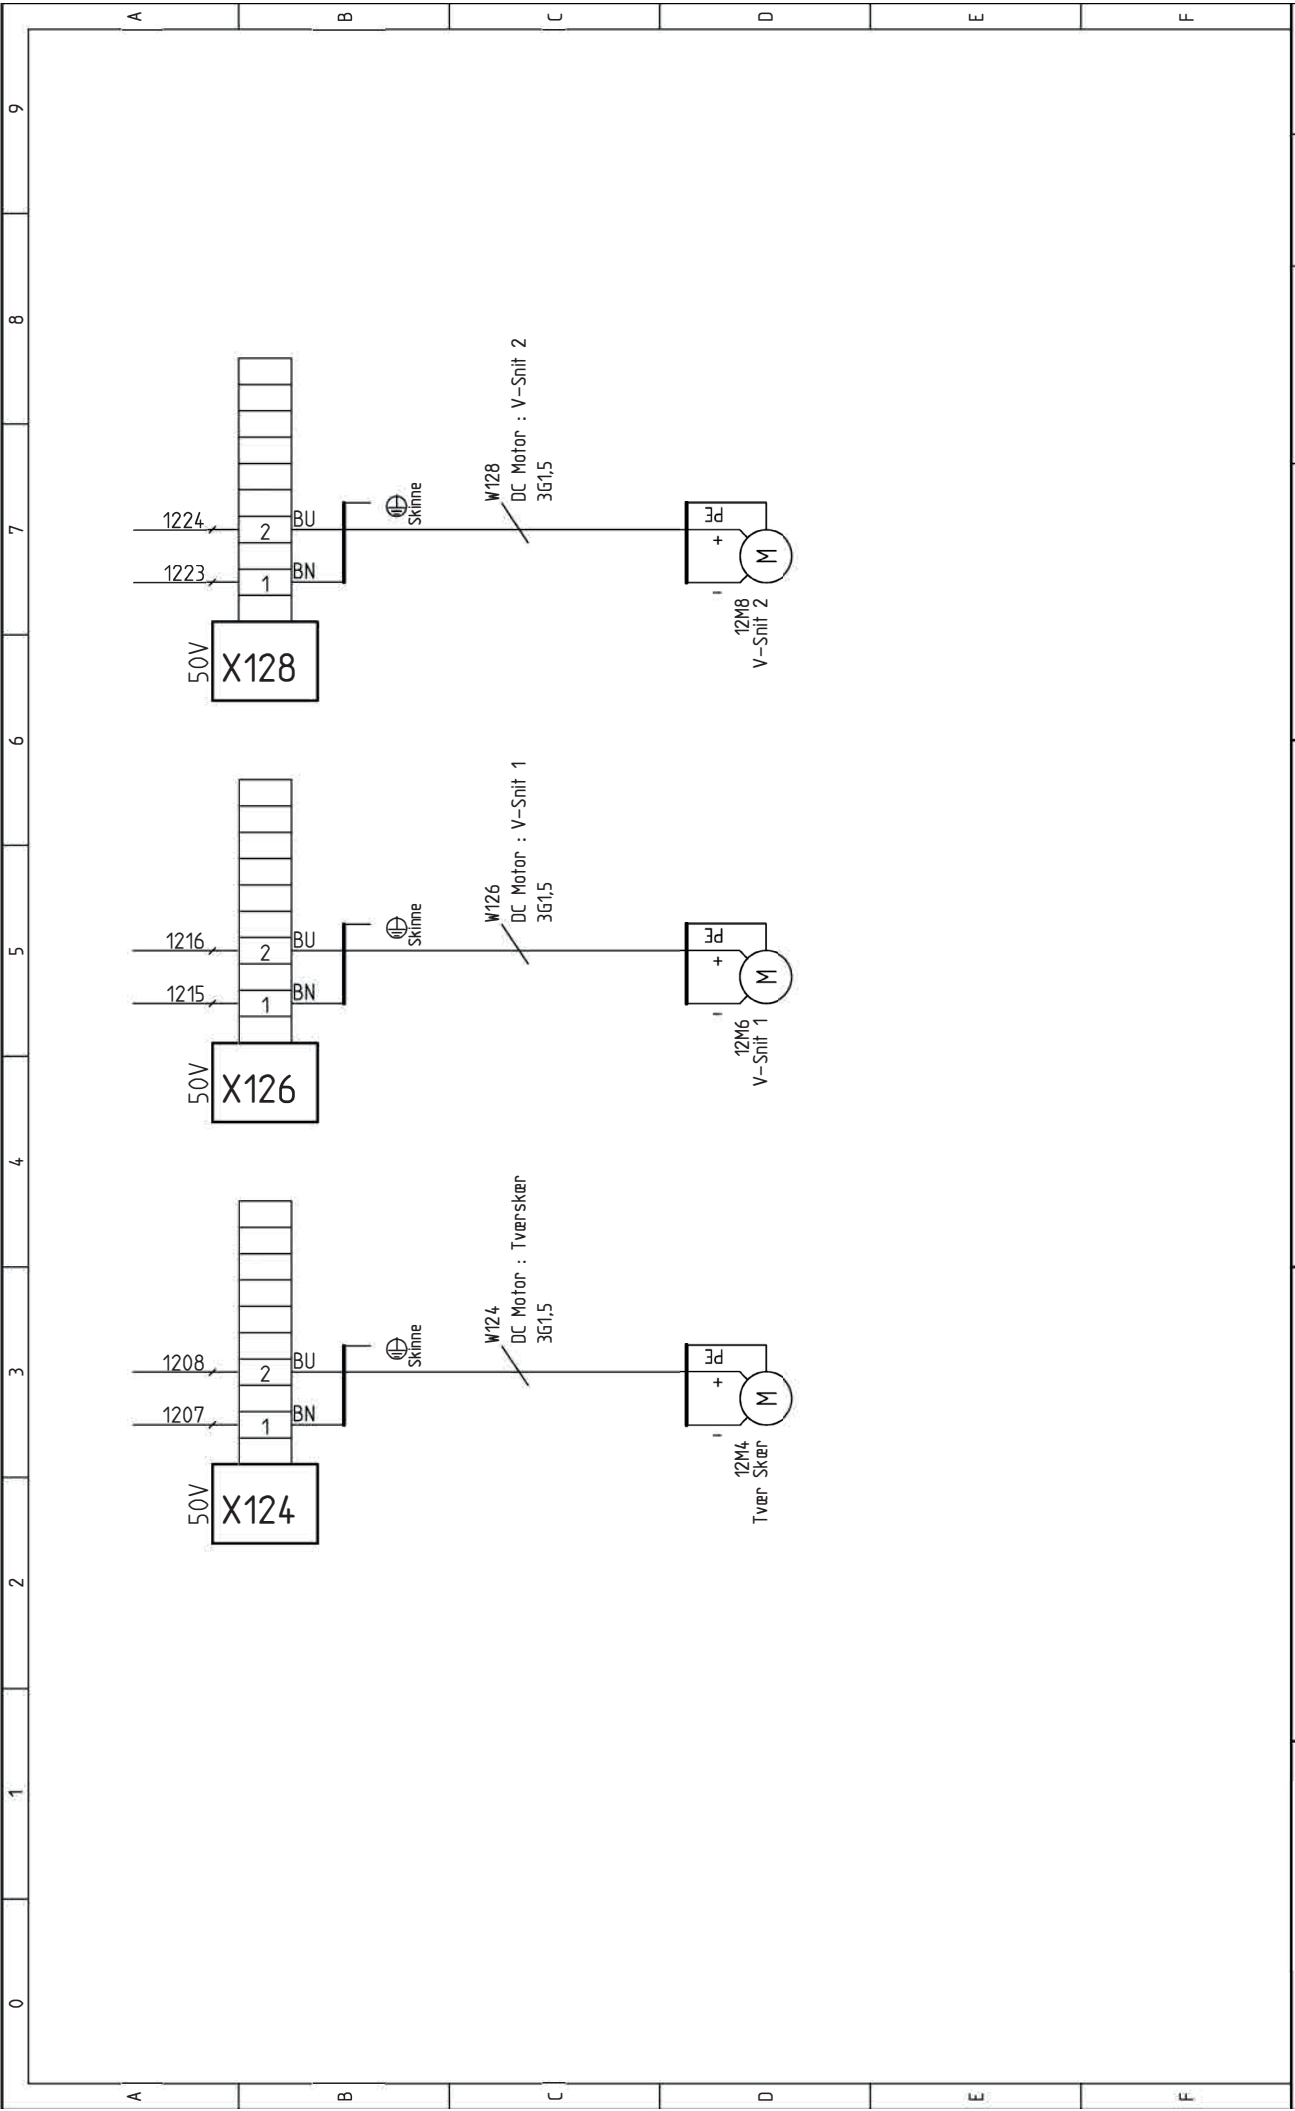 A B C D E F
9
8
7
6
5
4
3
2
1
0
A B C D E F
50V
X128
1223
1224
1
2
BN
BU
Skinne
W128
DC Motor : V-Snit 2
3G1,5
- + PE
M
12M8
V-Snit 2
50V
X126
1215
1216
1
2
BN
BU
Skinne
W126
DC Motor : V-Snit 1
3G1,5
- + PE
M
12M6
V-Snit 1
50V
X124
1207
1208
1
2
BN
BU
Skinne
W124
DC Motor : Tværskær
3G1,5
- + PE
M
12M4
Tvær Skær